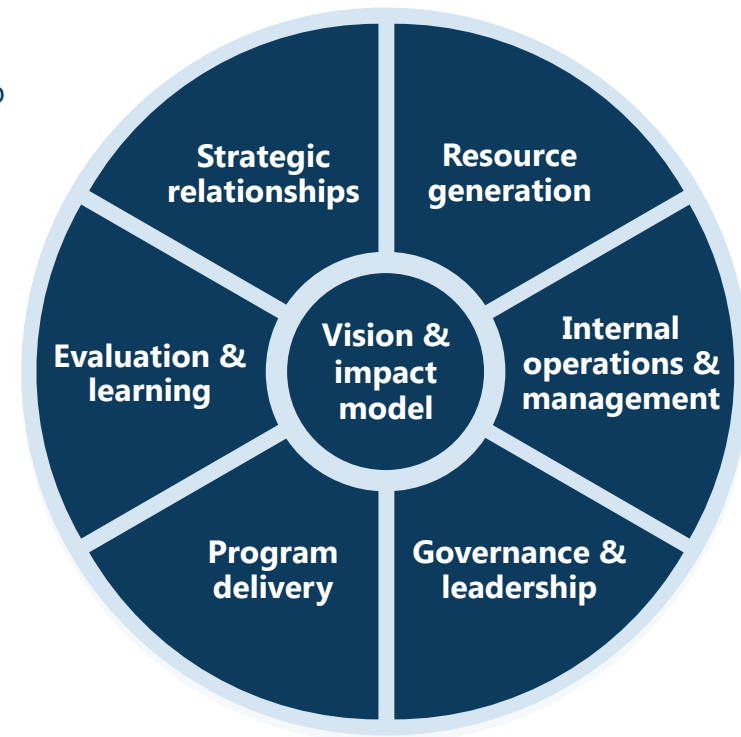 Strategic
relationships
Resource
generation
Evaluation &
learning
Vision &
impact
model
Internal
operations &
management
Program
delivery
Governance &
leadership